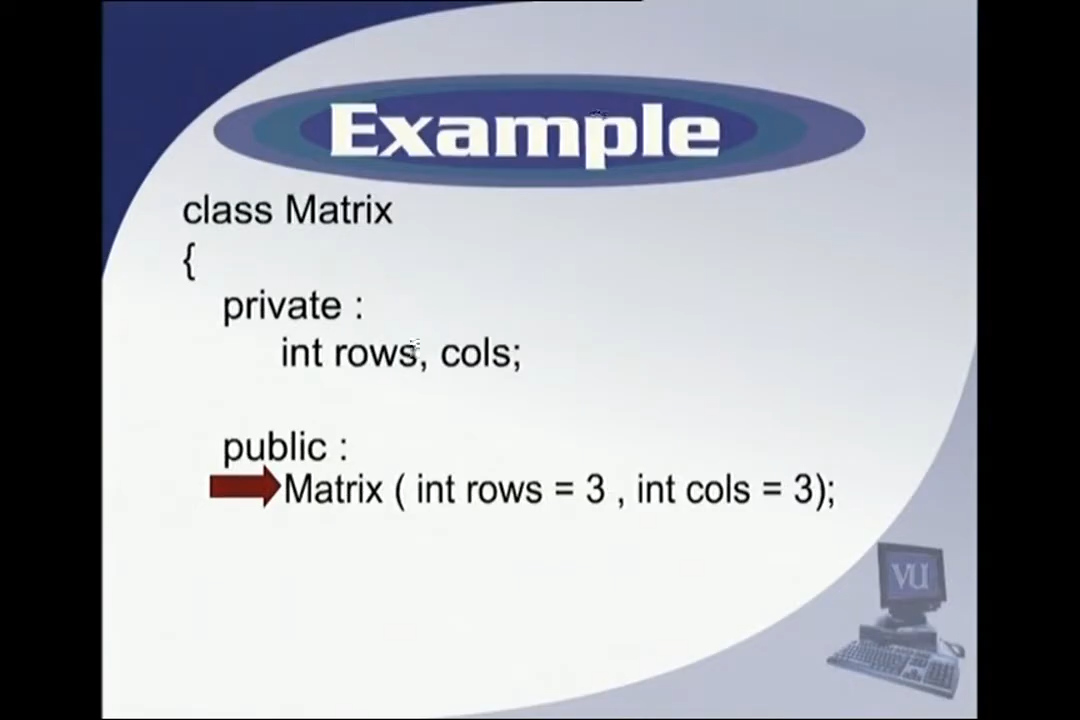 Example
class Matrix
{
private :
int rows, cols;
public :
Matrix ( int rows = 3 , int cols = 3);
VU